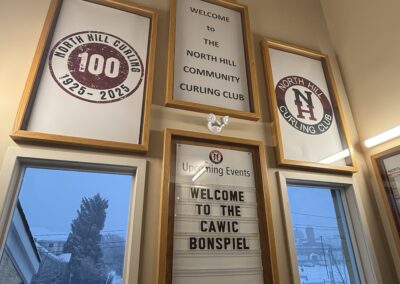 NORTH HILL CURLING
100
1925-2025
WELCOME
TO
THE
NORTH HILL
COMMUNITY
CURLING CLUB
NORTH HILL
NH
CURLING CLUB
Upcoming Events
WELCOME
TO THE
CAWIC
BONSPIEL